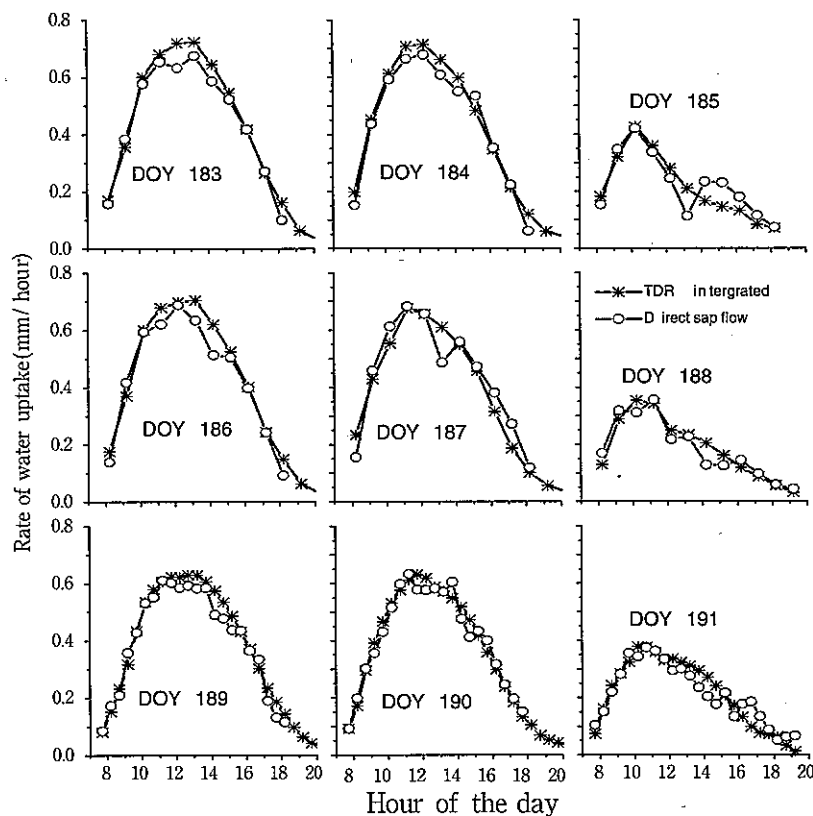 0.8
0.6
0.4
0.2
0.0
DOY 183
DOY 184
DOY 185
Rate of water uptake(mm/ hour)
0.8
0.6
0.4
0.2
0.0
DOY 186
DOY 187
TDR in tergrated
D irect sap flow
DOY 188
0.8
0.6
0.4
0.2
0.0
DOY 189
DOY 190
DOY 191
8 10 12 14 16 18 20
8 10 12 14 16 18 20
8 10 12 14 16 18 20
Hour of the day